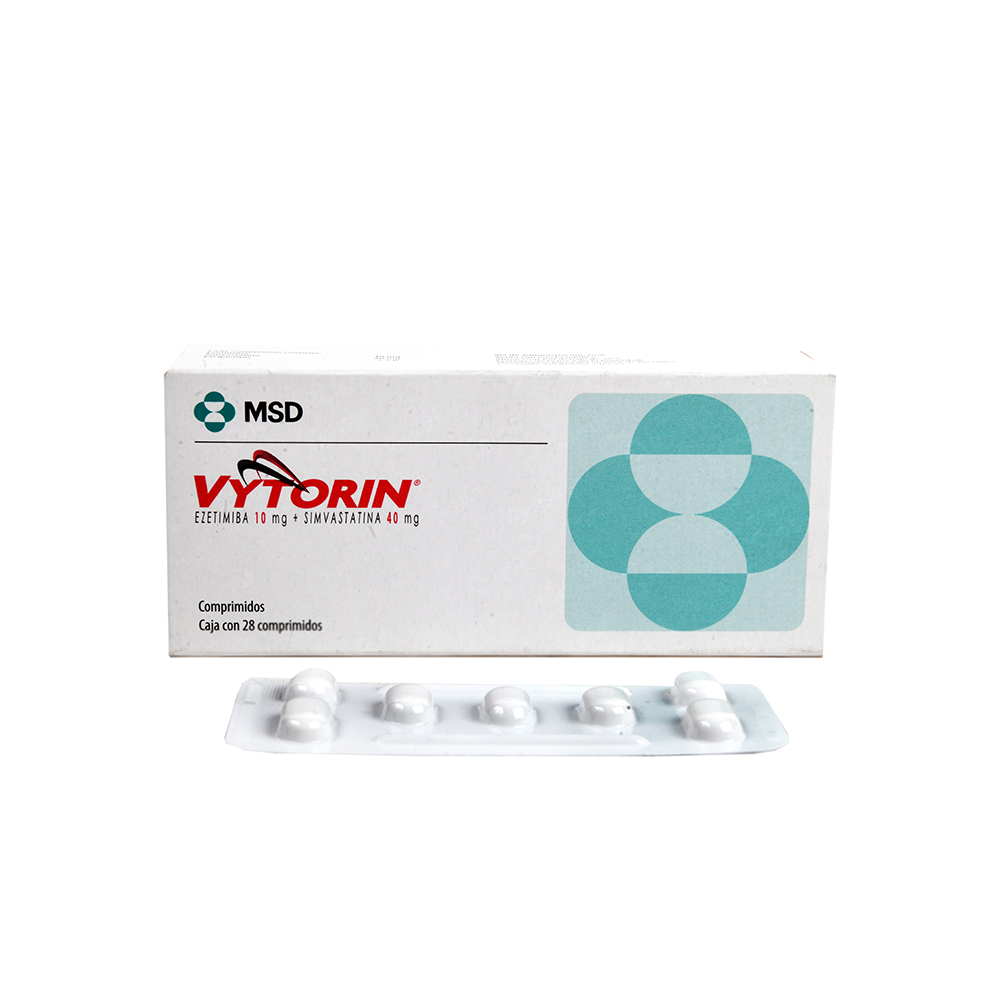 MSD
VYTORIN®
EZETIMIBA 10 mg + SIMVASTATINA 40 mg
Comprimidos
Caja con 28 comprimidos